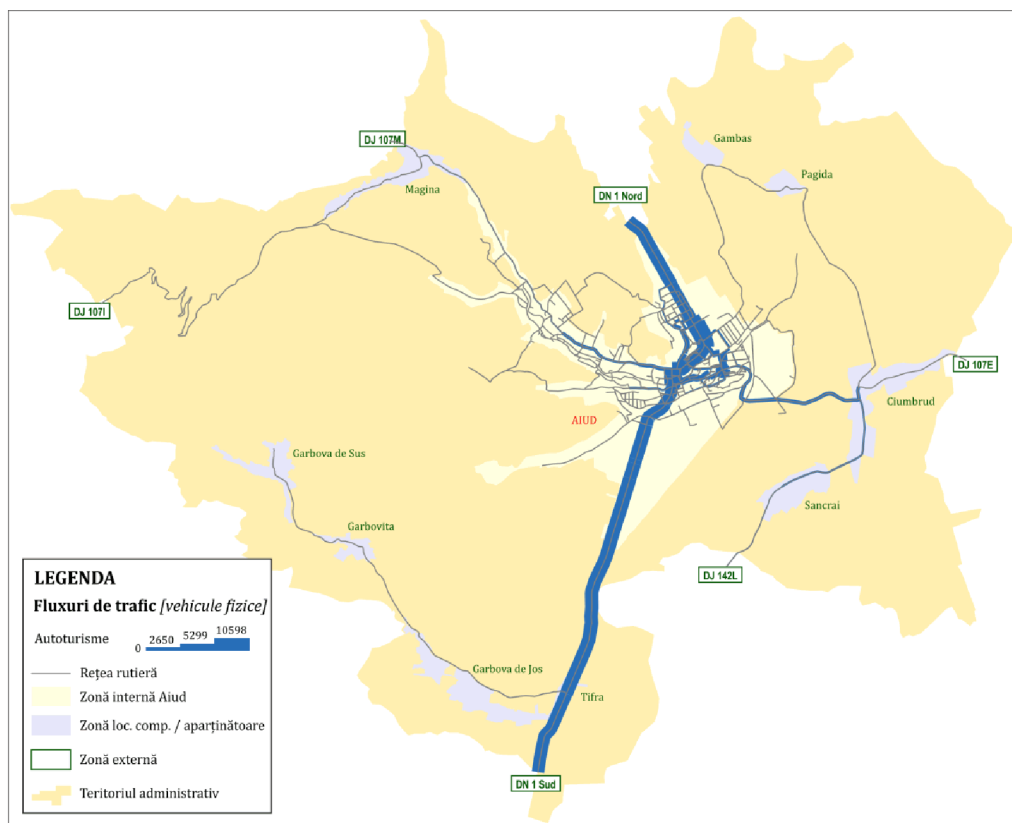 Gambas
DJ 107M
Pagida
Magina
DN 1 Nord
DJ 107I
DJ 107E
Ciumbrud
AIUD
Garbova de Sus
Sancrai
Garbovita
DJ 142L
LEGENDA
Fluxuri de trafic [vehicule fizice]
Autoturisme 0 2650 5299 10598
Rețea rutieră
Zonă internă Aiud
Zonă loc. comp. / aparținătoare
Zonă externă
Teritoriul administrativ
Garbova de Jos
Tifra
DN 1 Sud